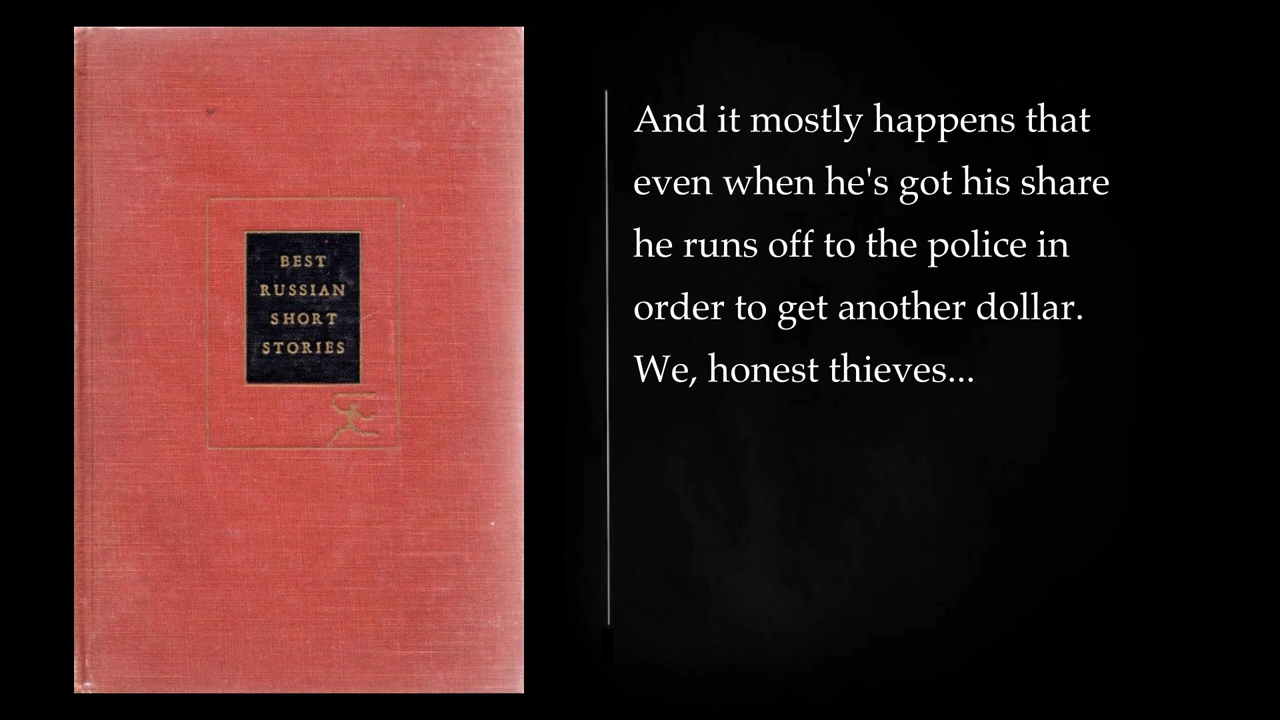 BEST
RUSSIAN
SHORT
STORIES
And it mostly happens that
even when he's got his share
he runs off to the police in
order to get another dollar.
We, honest thieves...